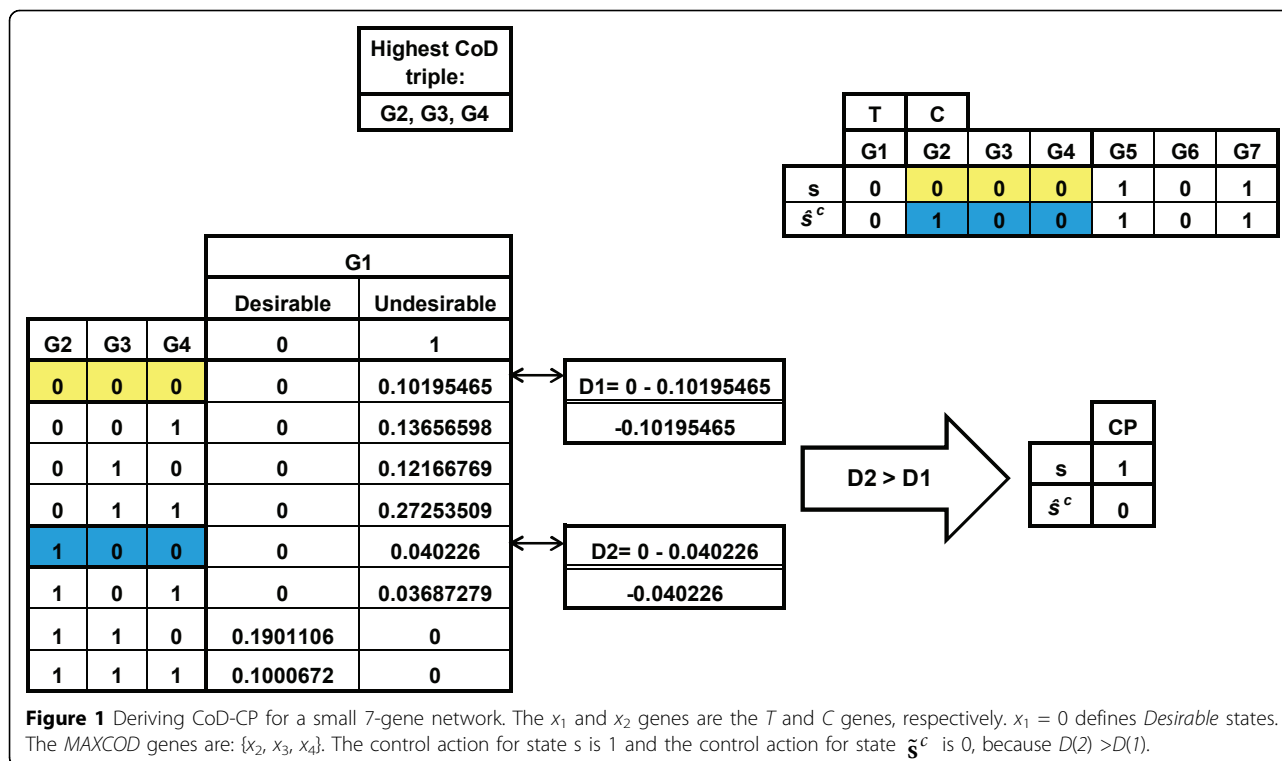 Highest CoD
triple:
G2, G3, G4
T C
G1 G2 G3 G4 G5 G6 G7
s 0 0 0 0 1 0 1
ŝ c 0 1 0 0 1 0 1
G1
Desirable Undesirable
G2 G3 G4 0 1
0 0 0 0 0.10195465
0 0 1 0 0.13656598
0 1 0 0 0.12166769
0 1 1 0 0.27253509
1 0 0 0 0.040226
1 0 1 0 0.03687279
1 1 0 0.1901106 0
1 1 1 0.1000672 0
D1= 0 - 0.10195465
-0.10195465
D2= 0 - 0.040226
-0.040226
D2 > D1
CP
s 1
ŝ c 0
Figure 1 Deriving CoD-CP for a small 7-gene network. The x1 and x2 genes are the T and C genes, respectively. x1 = 0 defines Desirable states.
The MAXCOD genes are: {x2, x3, x4}. The control action for state s is 1 and the control action for state s̃ c is 0, because D(2) >D(1).